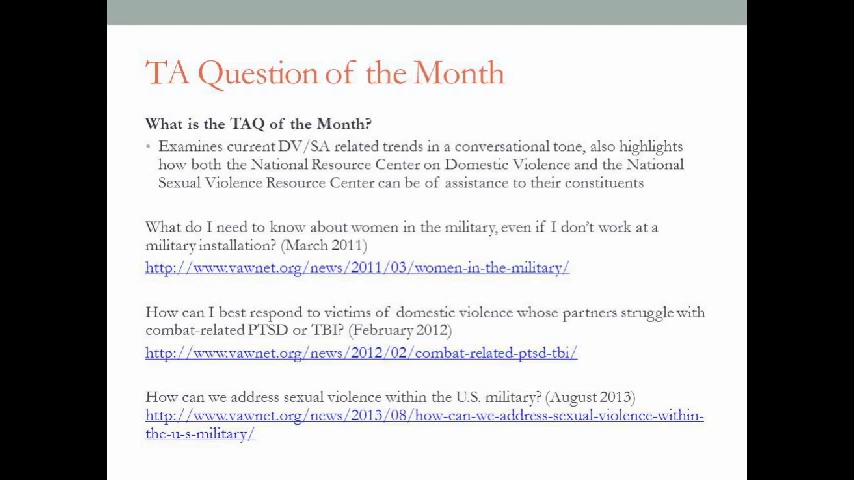 TA Question of the Month
What is the TAQ of the Month?
• Examines current DV/SA related trends in a conversational tone, also highlights
how both the National Resource Center on Domestic Violence and the National
Sexual Violence Resource Center can be of assistance to their constituents
What do I need to know about women in the military, even if I don't work at a
military installation? (March 2011)
http://www.vawnet.org/news/2011/03/women-in-the-military/
How can I best respond to victims of domestic violence whose partners struggle with
combat-related PTSD or TBI? (February 2012)
http://www.vawnet.org/news/2012/02/combat-related-ptsd-tbi/
How can we address sexual violence within the U.S. military? (August 2013)
http://www.vawnet.org/news/2013/08/how-can-we-address-sexual-violence-within-
the-u-s-military/